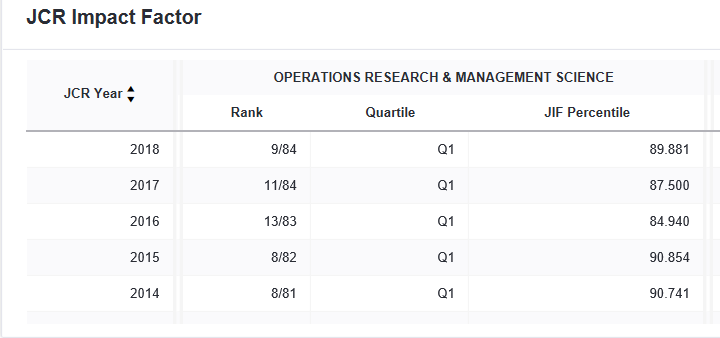 JCR Impact Factor
JCR Year OPERATIONS RESEARCH & MANAGEMENT SCIENCE
Rank Quartile JIF Percentile
2018 9/84 Q1 89.881
2017 11/84 Q1 87.500
2016 13/83 Q1 84.940
2015 8/82 Q1 90.854
2014 8/81 Q1 90.741